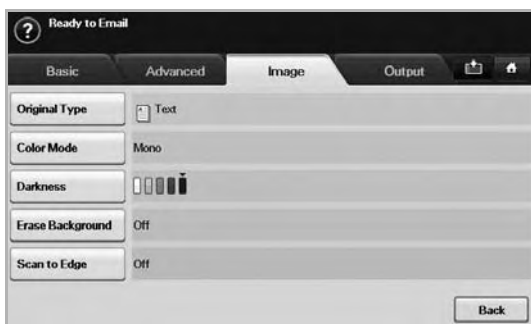 ? Ready to Email
Basic Advanced Image Output
Original Type Text
Color Mode Mono
Darkness
Erase Background Off
Scan to Edge Off
Back